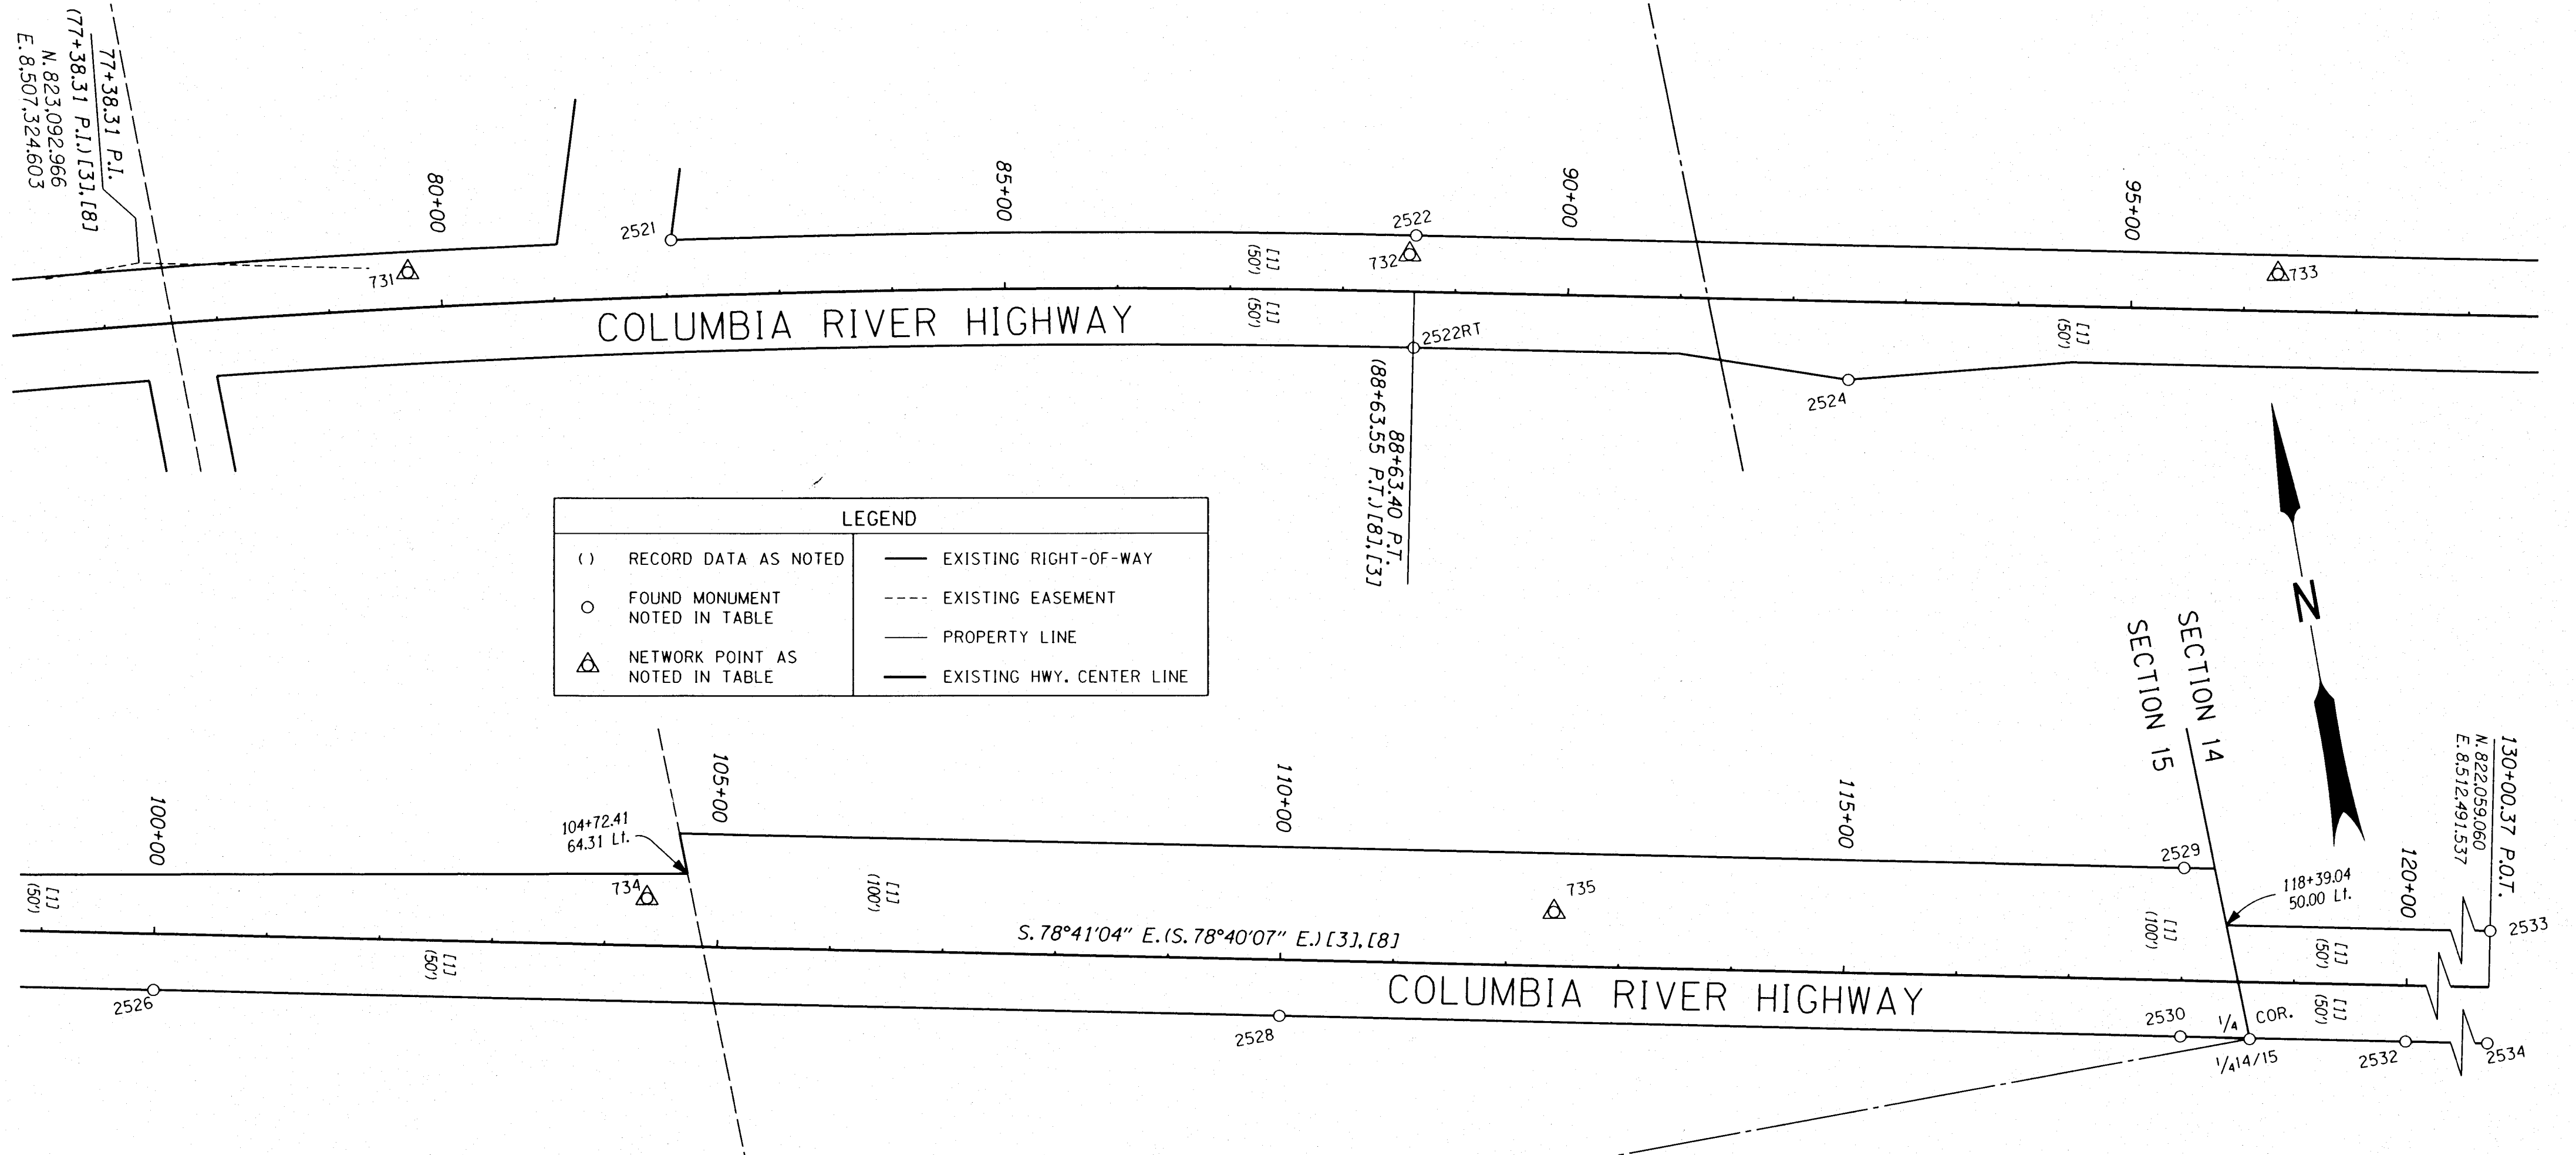 77+38.31 P.I.
(77+38.31 P.I.)[3],[8]
N.823,092.966
E.8,507,324.603
80+00
85+00
90+00
95+00
2521
2522
731
732
733
[1]
(50')
[1]
(50')
[1]
(50')
COLUMBIA RIVER HIGHWAY
2522RT
2524
88+63.40 P.T.
(88+63.55 P.T.)[8],[3]
LEGEND
( ) RECORD DATA AS NOTED
FOUND MONUMENT
NOTED IN TABLE
NETWORK POINT AS
NOTED IN TABLE
EXISTING RIGHT-OF-WAY
EXISTING EASEMENT
PROPERTY LINE
EXISTING HWY. CENTER LINE
N
SECTION 14
SECTION 15
130+00.37 P.O.T.
N.822,059.060
E.8,512,491.537
100+00
105+00
110+00
115+00
120+00
104+72.41
64.31 Lt.
734
735
2529
118+39.04
50.00 Lt.
2533
[1]
(50')
[1]
(100')
[1]
(100')
[1]
(50')
S.78°41'04" E.(S.78°40'07" E.)[3],[8]
[1]
(50')
[1]
(50')
COLUMBIA RIVER HIGHWAY
2526
2528
2530
1/4 COR.
1/4 14/15
2532
2534